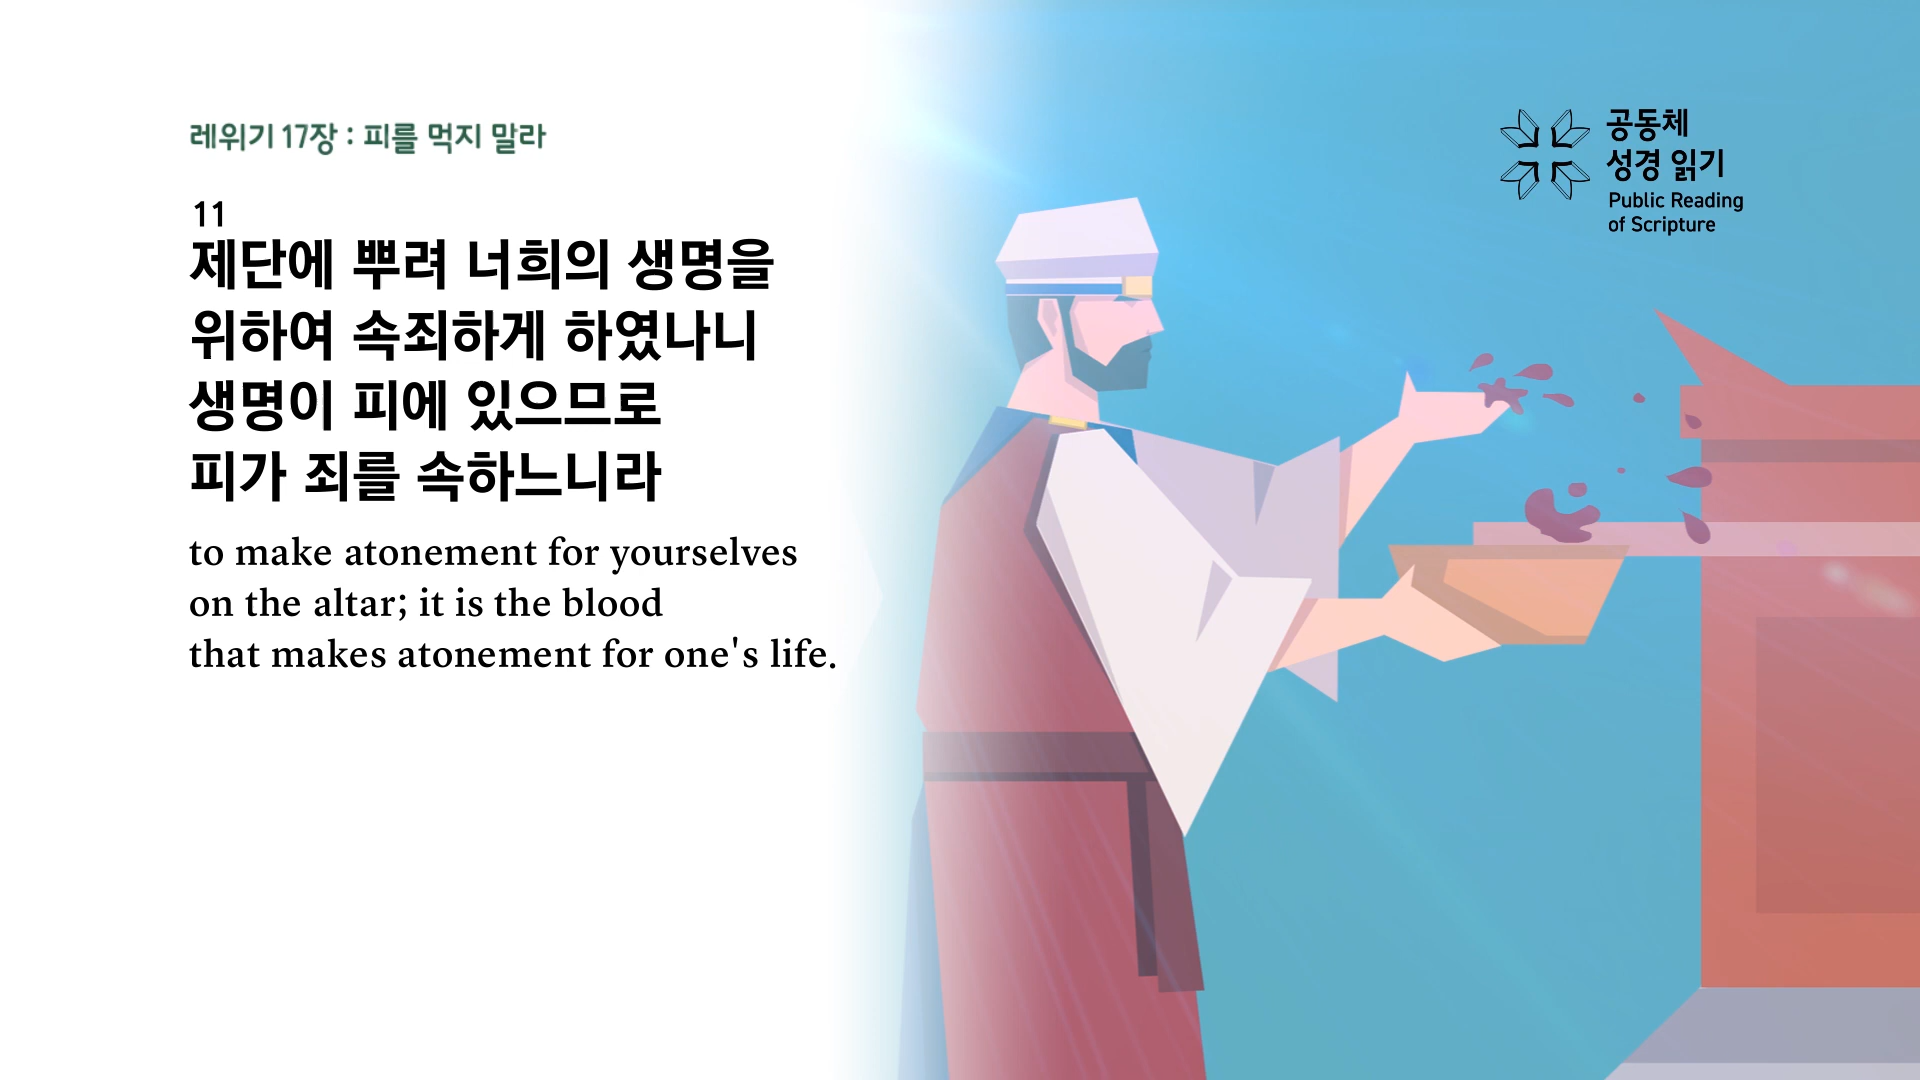 레위기 17장 : 피를 먹지 말라
11
제단에 뿌려 너희의 생명을
위하여 속죄하게 하였나니
생명이 피에 있으므로
피가 죄를 속하느니라
to make atonement for yourselves
on the altar; it is the blood
that makes atonement for one's life.
공동체
성경 읽기
Public Reading
of Scripture